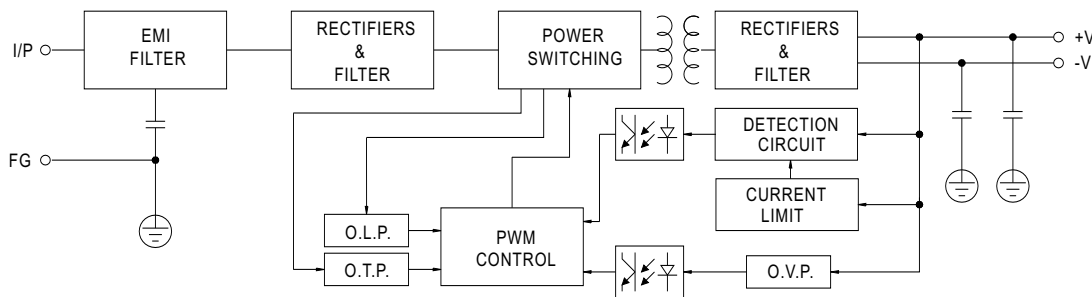 I/P
EMI
FILTER
RECTIFIERS
&
FILTER
POWER
SWITCHING
RECTIFIERS
&
FILTER
+V
-V
FG
DETECTION
CIRCUIT
CURRENT
LIMIT
O.L.P.
O.T.P.
PWM
CONTROL
O.V.P.